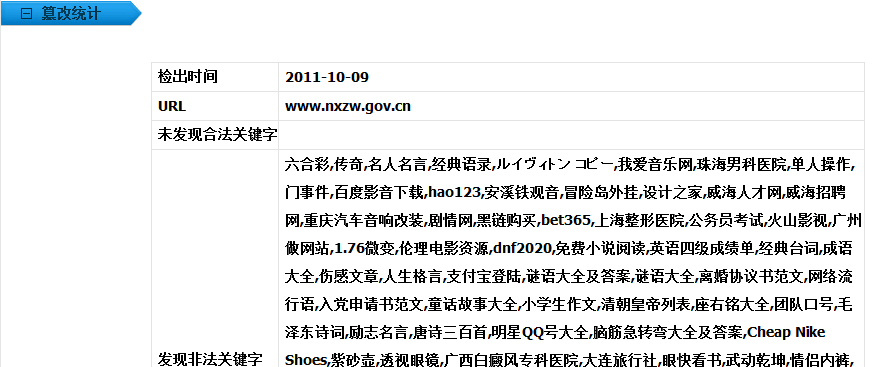 篡改统计
检出时间 2011-10-09
URL www.nxzw.gov.cn
未发现合法关键字
六合彩,传奇,名人名言,经典语录,ルイヴィトン コピー,我爱音乐网,珠海男科医院,单人操作,
门事件,百度影音下载,hao123,安溪铁观音,冒险岛外挂,设计之家,威海人才网,威海招聘
网,重庆汽车音响改装,剧情网,黑链购买,bet365,上海整形医院,公务员考试,火山影视,广州
做网站,1.76微变,伦理电影资源,dnf2020,免费小说阅读,英语四级成绩单,经典台词,成语
大全,伤感文章,人生格言,支付宝登陆,谜语大全及答案,谜语大全,离婚协议书范文,网络流
行语,入党申请书范文,童话故事大全,小学生作文,清朝皇帝列表,座右铭大全,团队口号,毛
泽东诗词,励志名言,唐诗三百首,明星QQ号大全,脑筋急转弯大全及答案,Cheap Nike
发现非法关键字 Shoes,紫砂壶,透视眼镜,广西白癜风专科医院,大连旅行社,眼快看书,武动乾坤,情侣内裤,